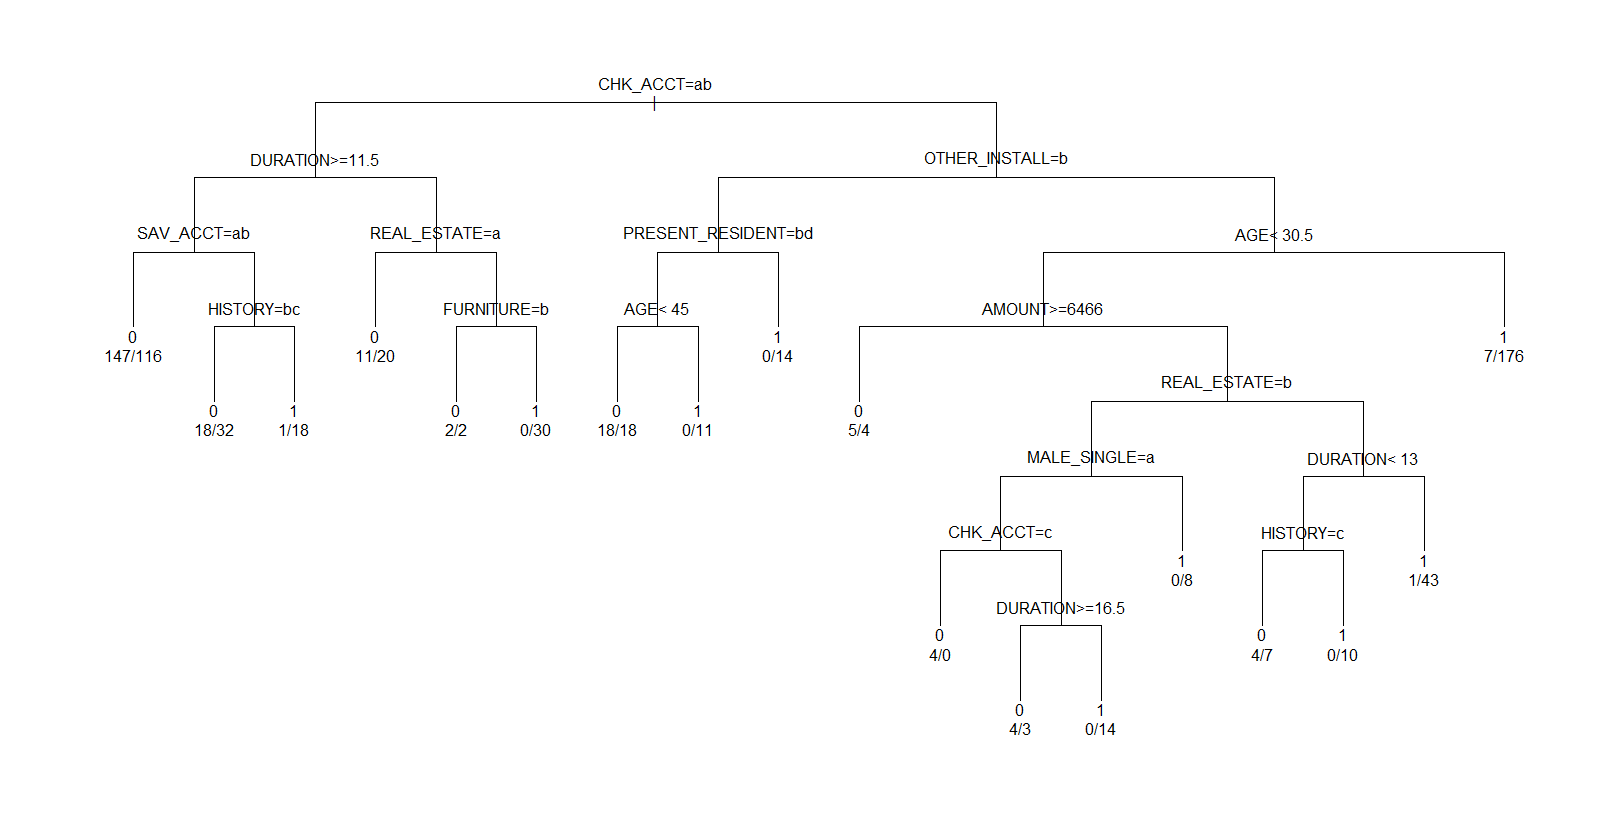 CHK_ACCT=ab
DURATION>=11.5
OTHER_INSTALL=b
SAV_ACCT=ab
REAL_ESTATE=a
PRESENT_RESIDENT=bd
AGE< 30.5
HISTORY=bc
FURNITURE=b
AGE< 45
AMOUNT>=6466
0
147/116
0
11/20
1
0/14
1
7/176
REAL_ESTATE=b
0
18/32
1
1/18
0
2/2
1
0/30
0
18/18
1
0/11
0
5/4
MALE_SINGLE=a
DURATION< 13
CHK_ACCT=c
HISTORY=c
1
0/8
1
1/43
DURATION>=16.5
0
4/0
0
4/7
1
0/10
0
4/3
1
0/14